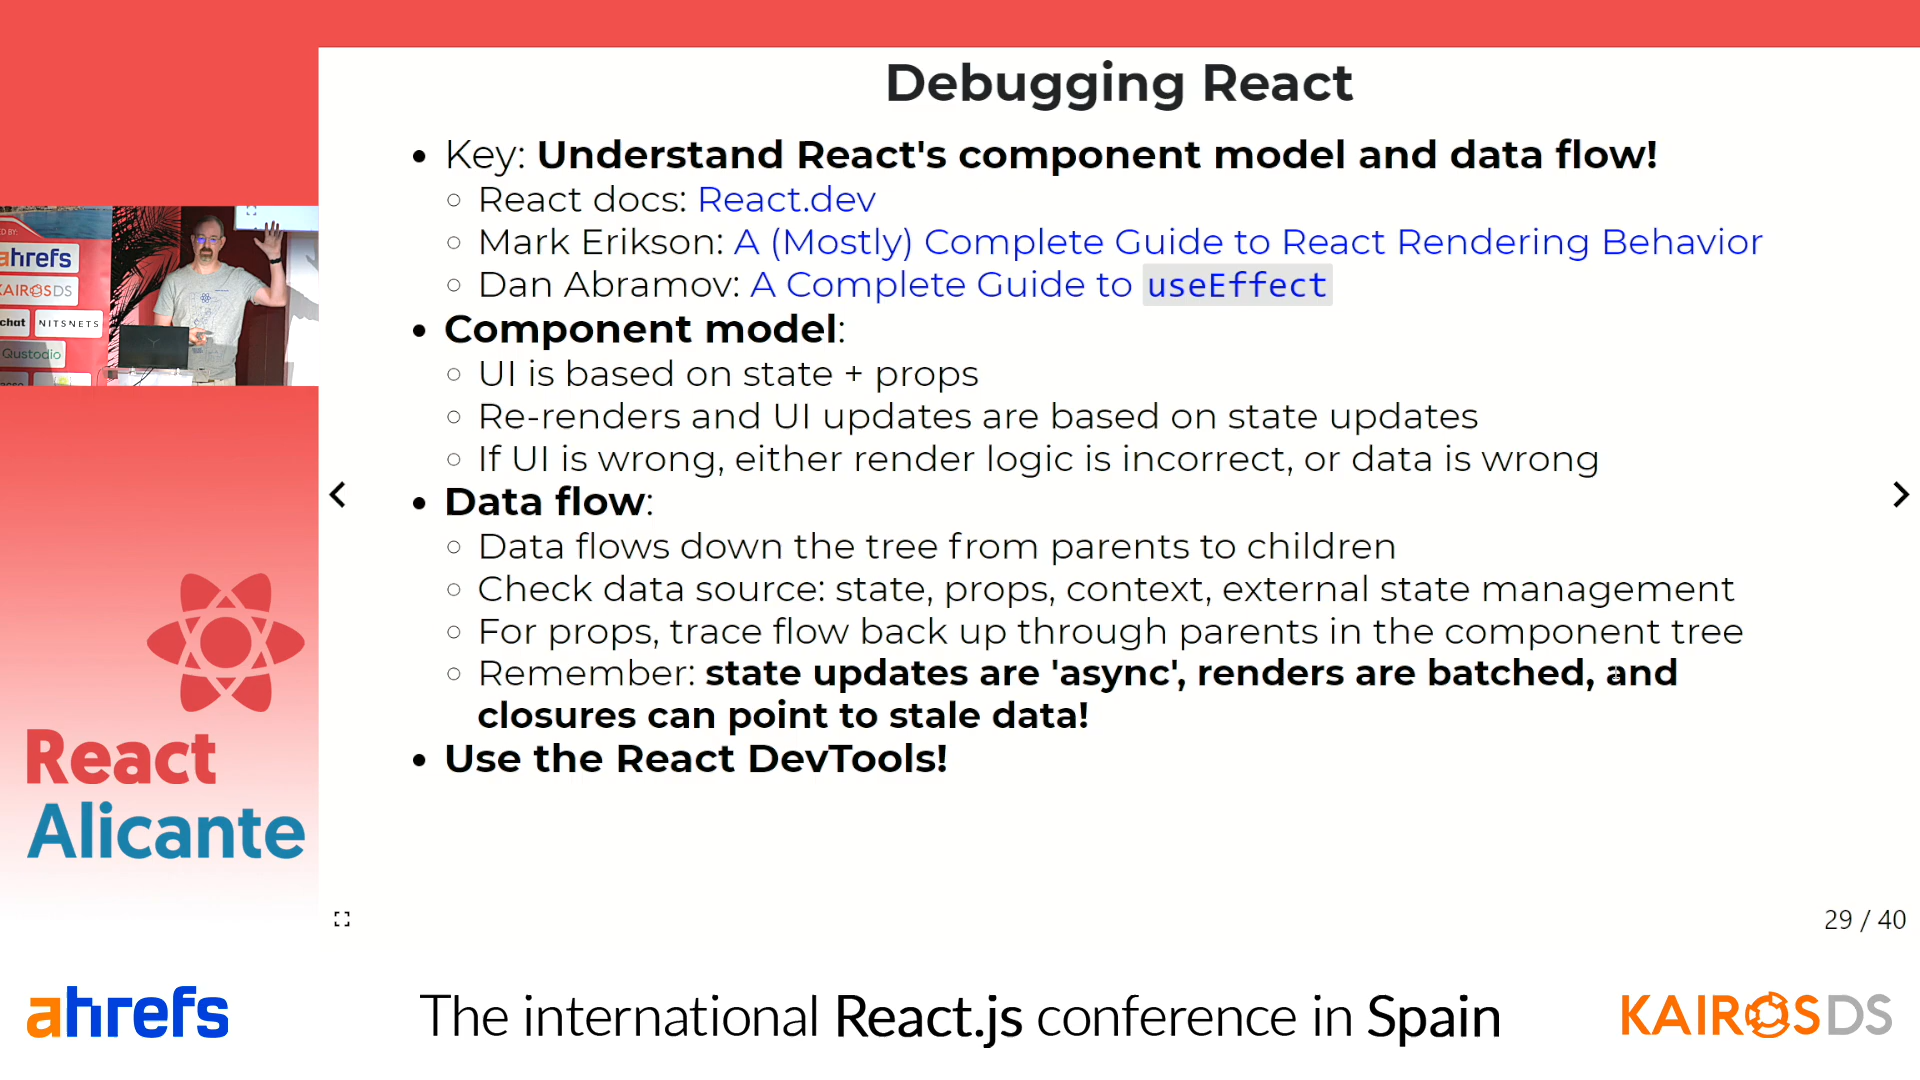 Debugging React
Key: Understand React's component model and data flow!
React docs: React.dev
Mark Erikson: A (Mostly) Complete Guide to React Rendering Behavior
Dan Abramov: A Complete Guide to useEffect
Component model:
UI is based on state + props
Re-renders and UI updates are based on state updates
If UI is wrong, either render logic is incorrect, or data is wrong
Data flow:
Data flows down the tree from parents to children
Check data source: state, props, context, external state management
For props, trace flow back up through parents in the component tree
Remember: state updates are 'async', renders are batched, and
closures can point to stale data!
Use the React DevTools!
29 / 40
ED BY:
ahrefs
KAIROSDS
chat
NITSNETS
Qustodio
React
Alicante
ahrefs
The international React.js conference in Spain
KAIROSDS